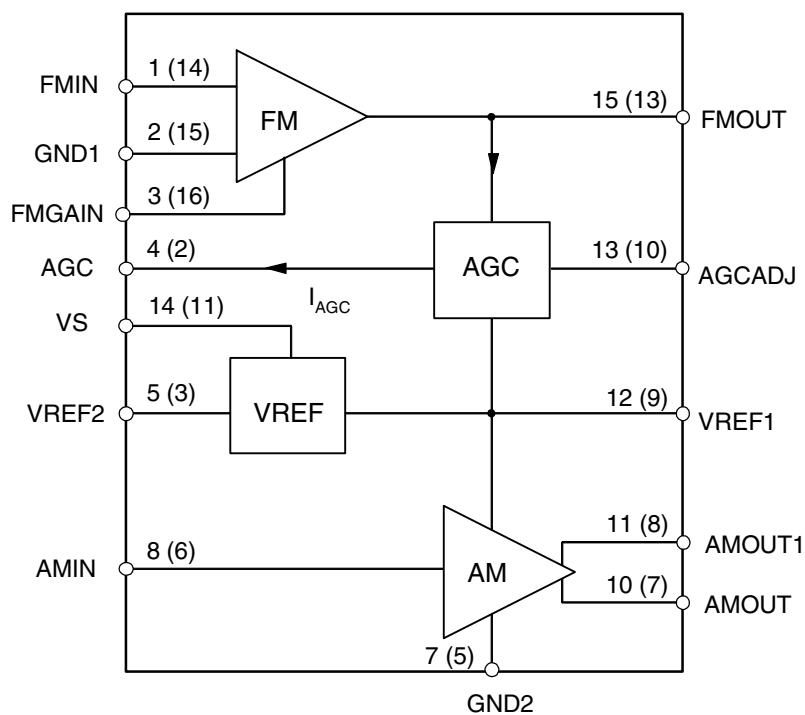 FMIN
1 (14)
FM
15 (13)
FMOUT
GND1
2 (15)
FMGAIN
3 (16)
AGC
4 (2)
IAGC
AGC
13 (10)
AGCADJ
VS
14 (11)
VREF2
5 (3)
VREF
12 (9)
VREF1
AMIN
8 (6)
AM
11 (8)
AMOUT1
10 (7)
AMOUT
7 (5)
GND2